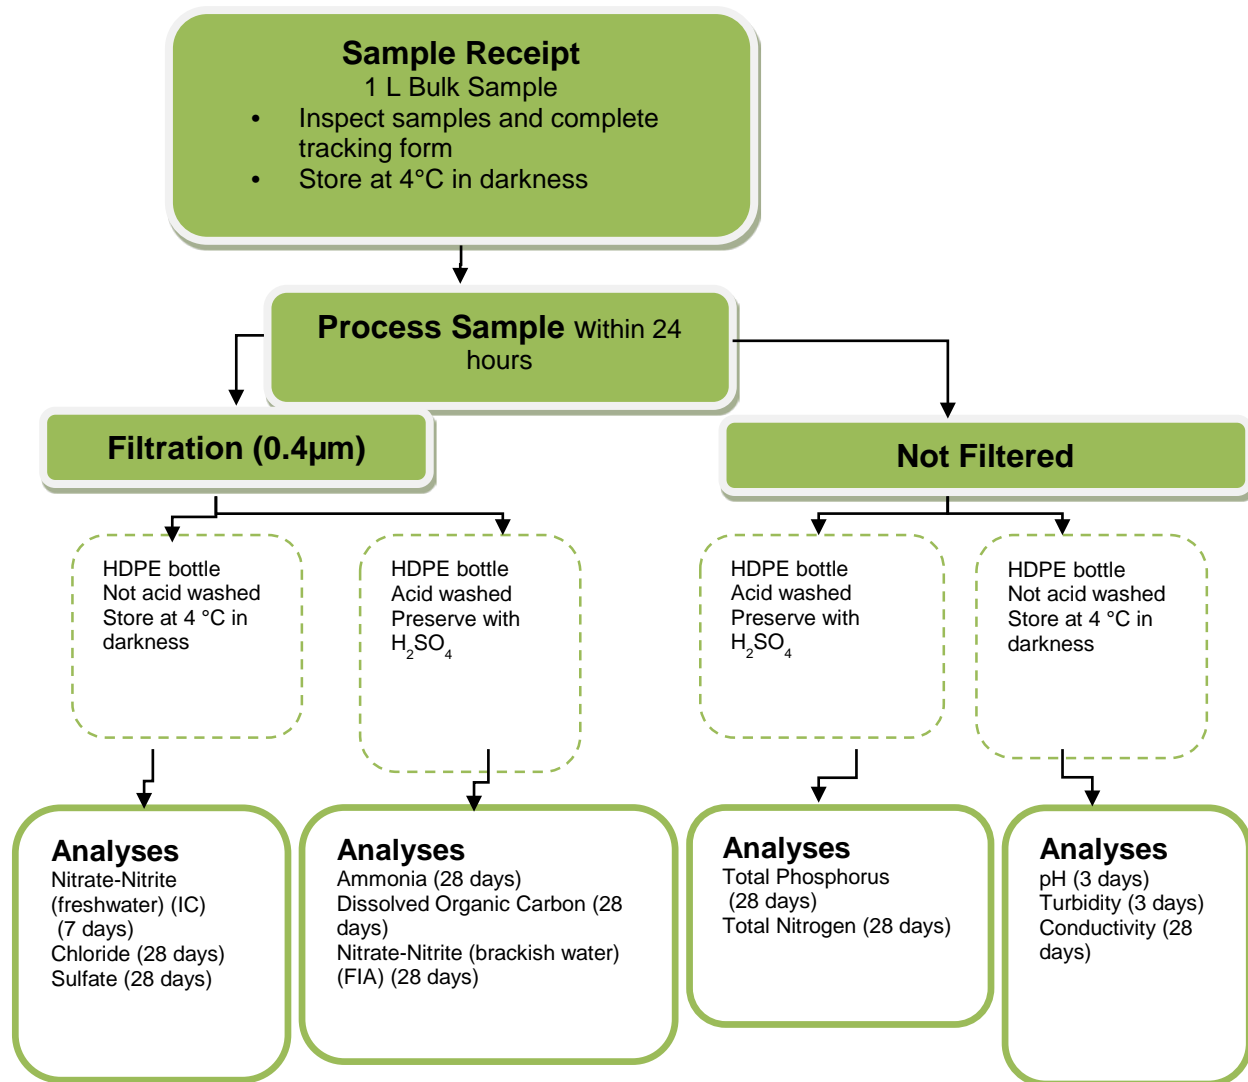 Sample Receipt
1 L Bulk Sample
• Inspect samples and complete
tracking form
• Store at 4°C in darkness
Process Sample Within 24
hours
Filtration (0.4µm)
Not Filtered
HDPE bottle
Not acid washed
Store at 4 °C in
darkness
HDPE bottle
Acid washed
Preserve with
H₂SO₄
HDPE bottle
Acid washed
Preserve with
H₂SO₄
HDPE bottle
Not acid washed
Store at 4 °C in
darkness
Analyses
Nitrate-Nitrite
(freshwater) (IC)
(7 days)
Chloride (28 days)
Sulfate (28 days)
Analyses
Ammonia (28 days)
Dissolved Organic Carbon (28
days)
Nitrate-Nitrite (brackish water)
(FIA) (28 days)
Analyses
Total Phosphorus
(28 days)
Total Nitrogen (28 days)
Analyses
pH (3 days)
Turbidity (3 days)
Conductivity (28
days)